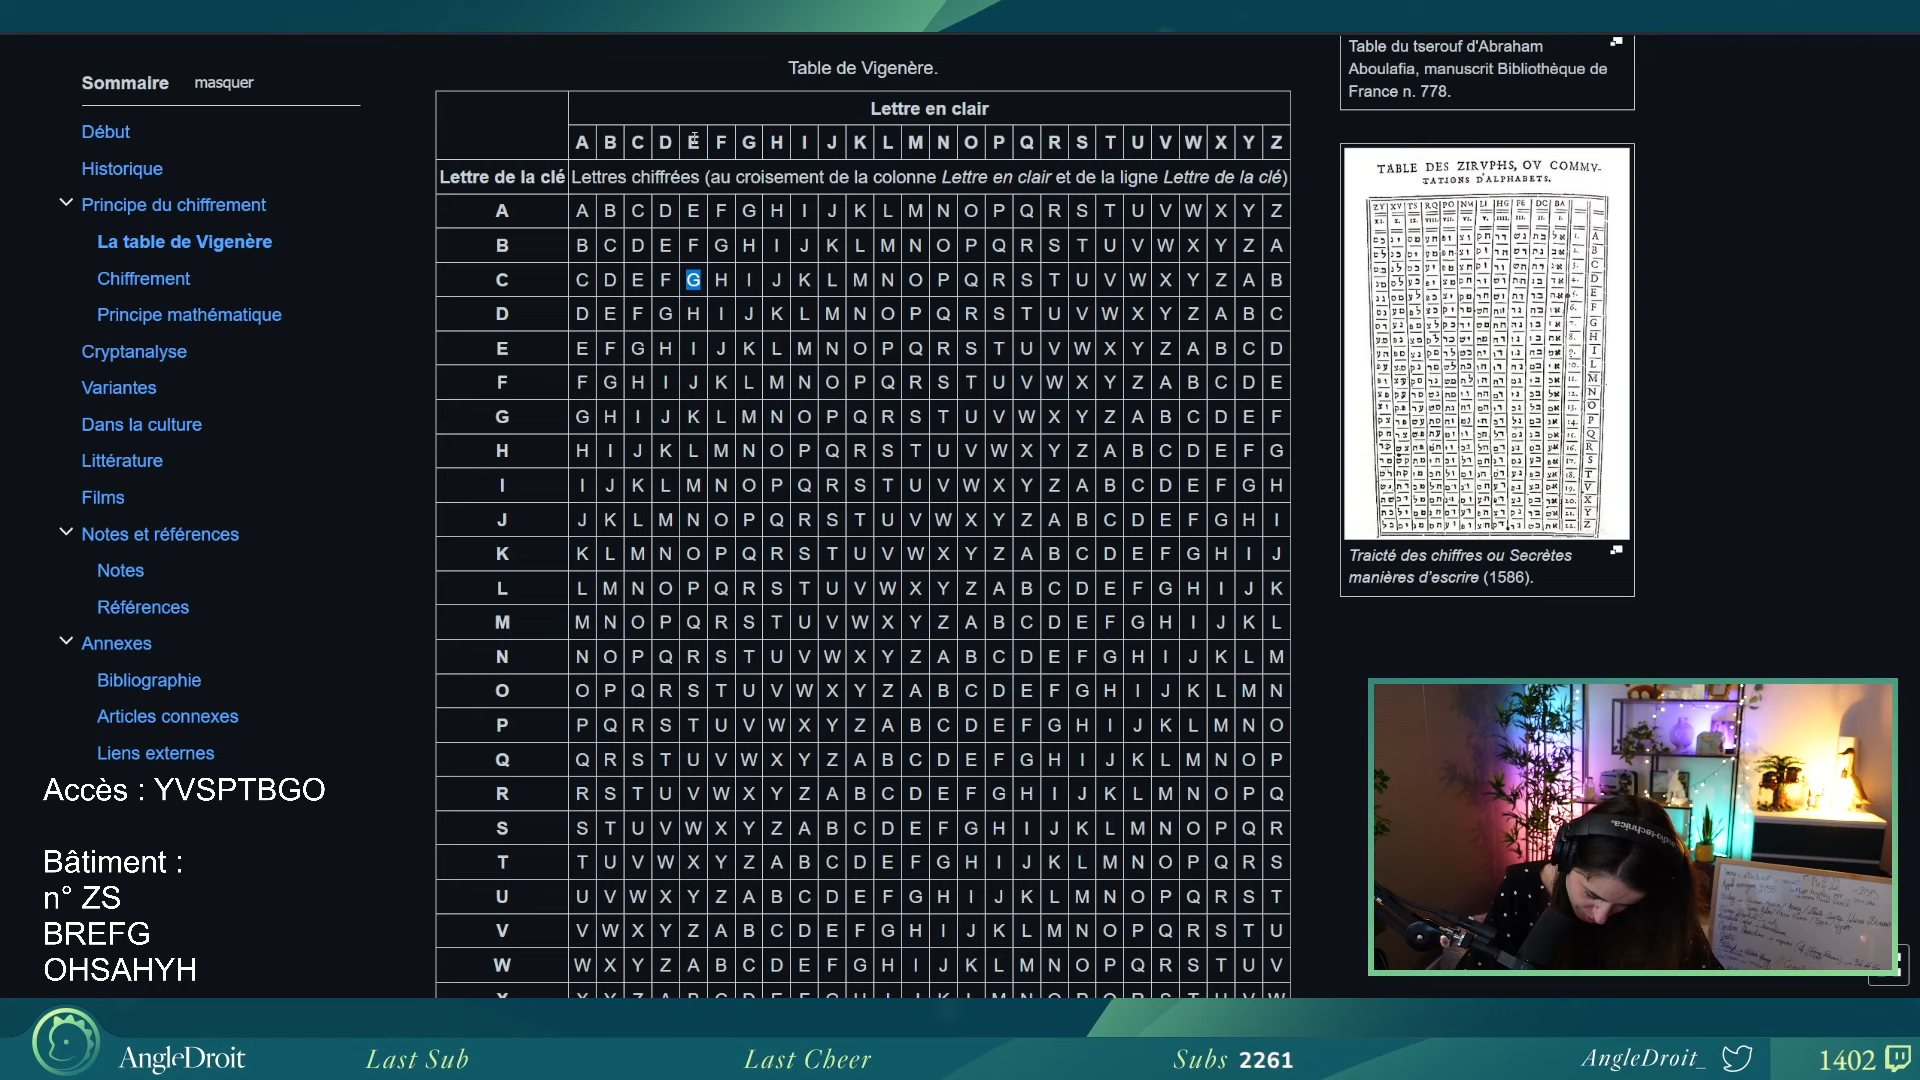 Sommaire masquer
Début
Historique
Principe du chiffrement
La table de Vigenère
Chiffrement
Principe mathématique
Cryptanalyse
Variantes
Dans la culture
Littérature
Films
Notes et références
Notes
Références
Annexes
Bibliographie
Articles connexes
Liens externes
Accès : YVSPTBGO
Bâtiment :
n° ZS
BREFG
OHSAHYH
Table de Vigenère.
Lettre en clair
A B C D E F G H I J K L M N O P Q R S T U V W X Y Z
Lettre de la clé Lettres chiffrées (au croisement de la colonne Lettre en clair et de la ligne Lettre de la clé)
A A B C D E F G H I J K L M N O P Q R S T U V W X Y Z
B B C D E F G H I J K L M N O P Q R S T U V W X Y Z A
C C D E F G H I J K L M N O P Q R S T U V W X Y Z A B
D D E F G H I J K L M N O P Q R S T U V W X Y Z A B C
E E F G H I J K L M N O P Q R S T U V W X Y Z A B C D
F F G H I J K L M N O P Q R S T U V W X Y Z A B C D E
G G H I J K L M N O P Q R S T U V W X Y Z A B C D E F
H H I J K L M N O P Q R S T U V W X Y Z A B C D E F G
I I J K L M N O P Q R S T U V W X Y Z A B C D E F G H
J J K L M N O P Q R S T U V W X Y Z A B C D E F G H I
K K L M N O P Q R S T U V W X Y Z A B C D E F G H I J
L L M N O P Q R S T U V W X Y Z A B C D E F G H I J K
M M N O P Q R S T U V W X Y Z A B C D E F G H I J K L
N N O P Q R S T U V W X Y Z A B C D E F G H I J K L M
O O P Q R S T U V W X Y Z A B C D E F G H I J K L M N
P P Q R S T U V W X Y Z A B C D E F G H I J K L M N O
Q Q R S T U V W X Y Z A B C D E F G H I J K L M N O P
R R S T U V W X Y Z A B C D E F G H I J K L M N O P Q
S S T U V W X Y Z A B C D E F G H I J K L M N O P Q R
T T U V W X Y Z A B C D E F G H I J K L M N O P Q R S
U U V W X Y Z A B C D E F G H I J K L M N O P Q R S T
V V W X Y Z A B C D E F G H I J K L M N O P Q R S T U
W W X Y Z A B C D E F G H I J K L M N O P Q R S T U V
X X Y Z A B C D E F G H I J K L M N O P Q R S T U V W
Table du tserouf d'Abraham
Aboulafia, manuscrit Bibliothèque de
France n. 778.
TABLE DES ZIRVPHS, OV COMMV-
TATIONS D'ALPHABETS.
Traicté des chiffres ou Secrètes
manières d'escrire (1586).
audio-technica
AngleDroit Last Sub Last Cheer Subs 2261 AngleDroit_ 1402